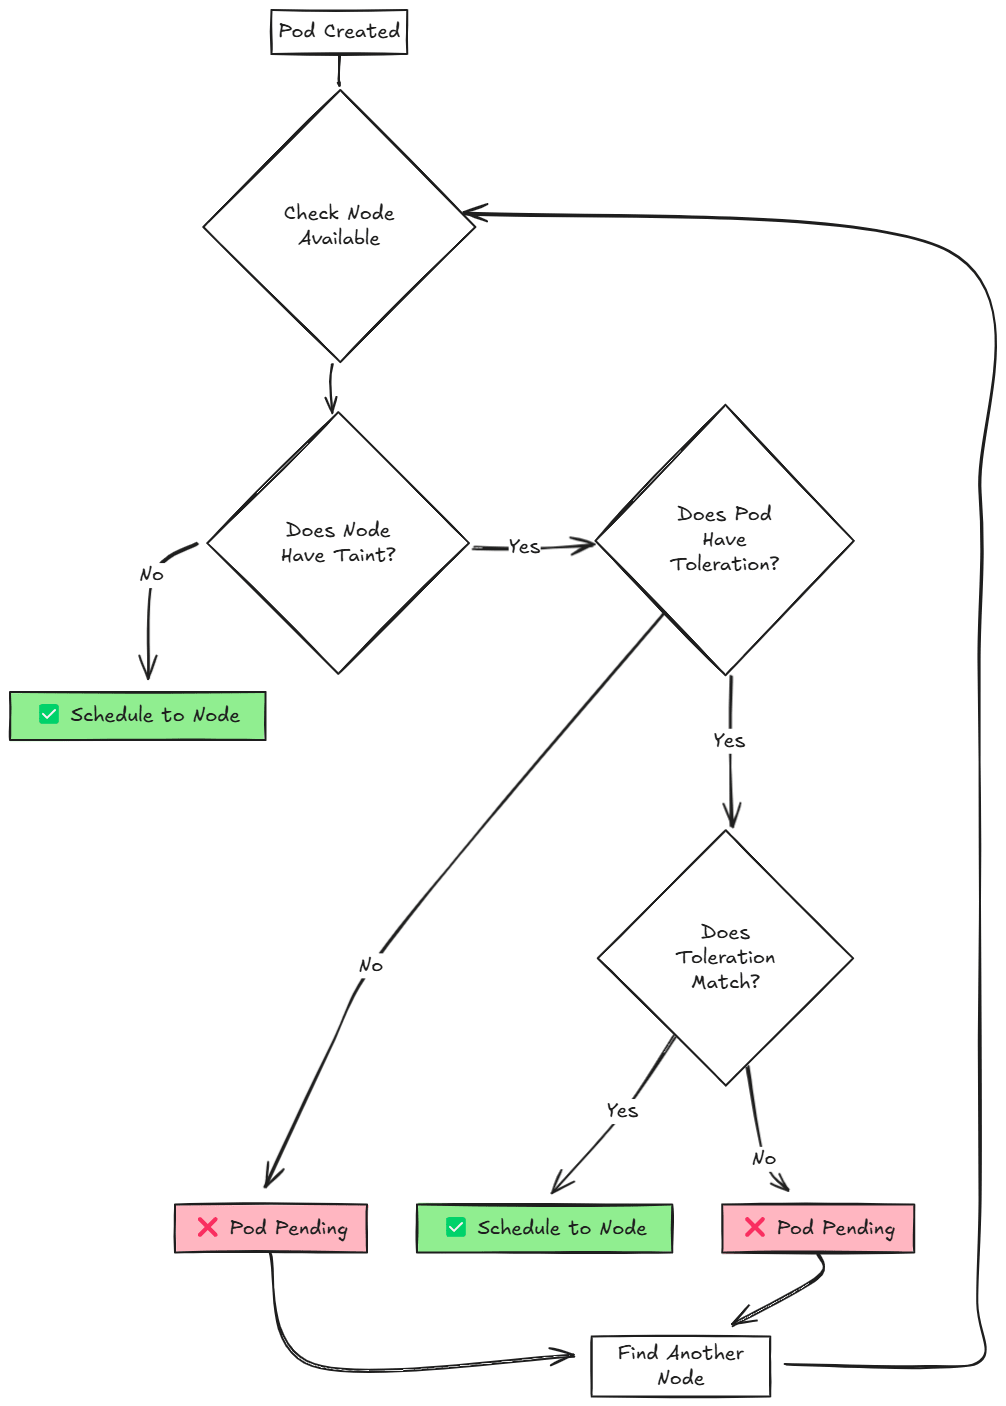 Pod Created
Check Node
Available
Does Node
Have Taint?
Yes
Does Pod
Have
Toleration?
No
✅ Schedule to Node
Yes
No
Does
Toleration
Match?
Yes
No
❌ Pod Pending
✅ Schedule to Node
❌ Pod Pending
Find Another
Node